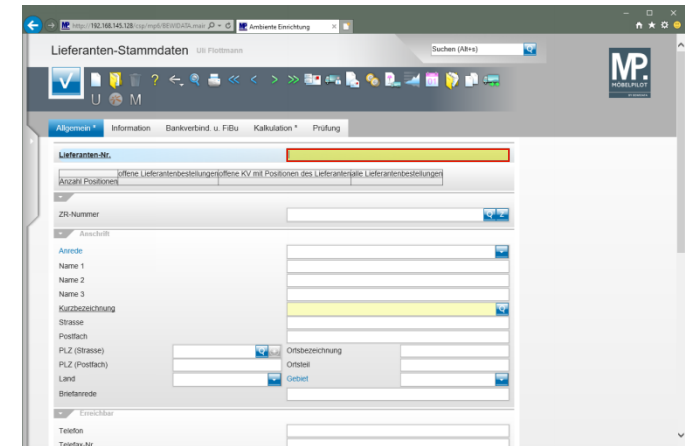 http://192.168.145.128/csp/mp6/BEWIDATA.mair
Ambiente Einrichtung
Lieferanten-Stammdaten Uli Flottmann
Suchen (Alt+s)
MP.
MÖBELPILOT
U M
Allgemein * Information Bankverbind. u. FiBu Kalkulation * Prüfung
Lieferanten-Nr.
offene Lieferantenbestellungen offene KV mit Positionen des Lieferanten alle Lieferantenbestellungen
Anzahl Positionen
ZR-Nummer
Anschrift
Anrede
Name 1
Name 2
Name 3
Kurzbezeichnung
Strasse
Postfach
PLZ (Strasse) Ortsbezeichnung
PLZ (Postfach) Ortsteil
Land Gebiet
Briefanrede
Erreichbar
Telefon
Telefax-Nr.